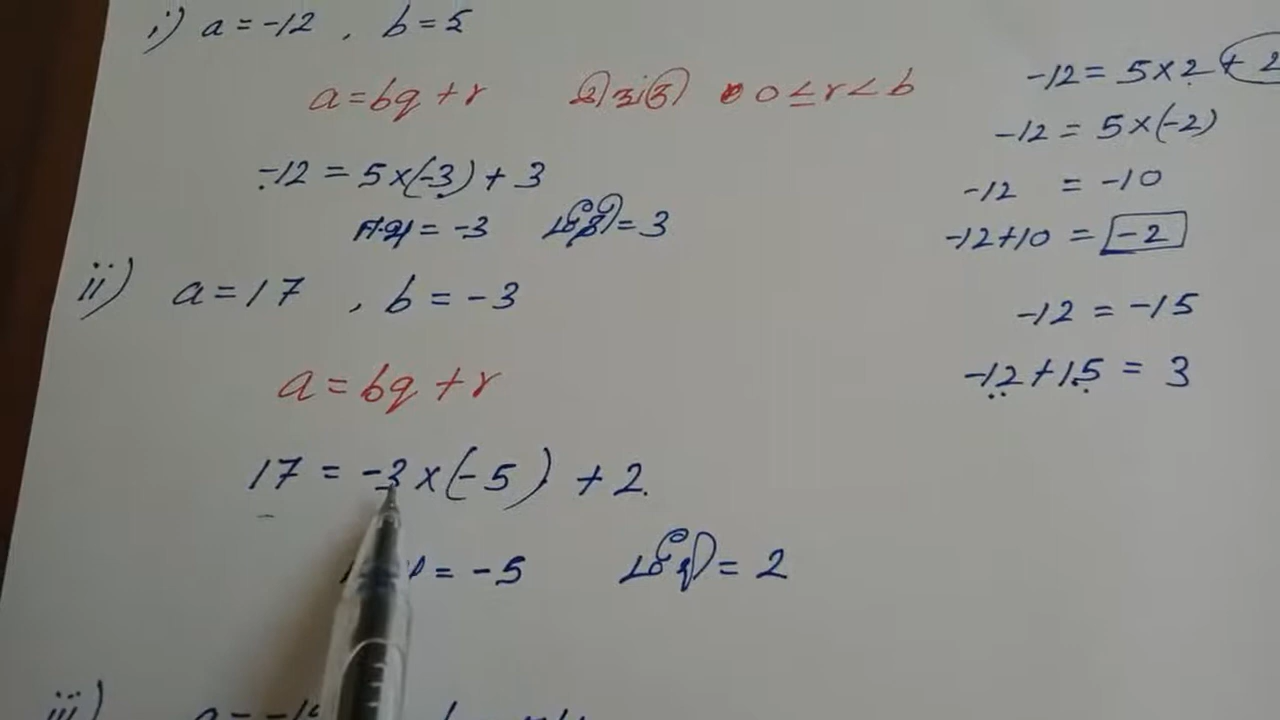 i) a = -12 , b = 5
a = bq + r இங்கு 0 ≤ r < b
-12 = 5×(-3) + 3
ஈவு = -3 மீதி = 3
ii) a = 17 , b = -3
a = bq + r
17 = -3×(-5) + 2
= -5 மீதி = 2
iii)
-12 = 5×2 + 2
-12 = 5×(-2)
-12 = -10
-12+10 = -2
-12 = -15
-12+15 = 3